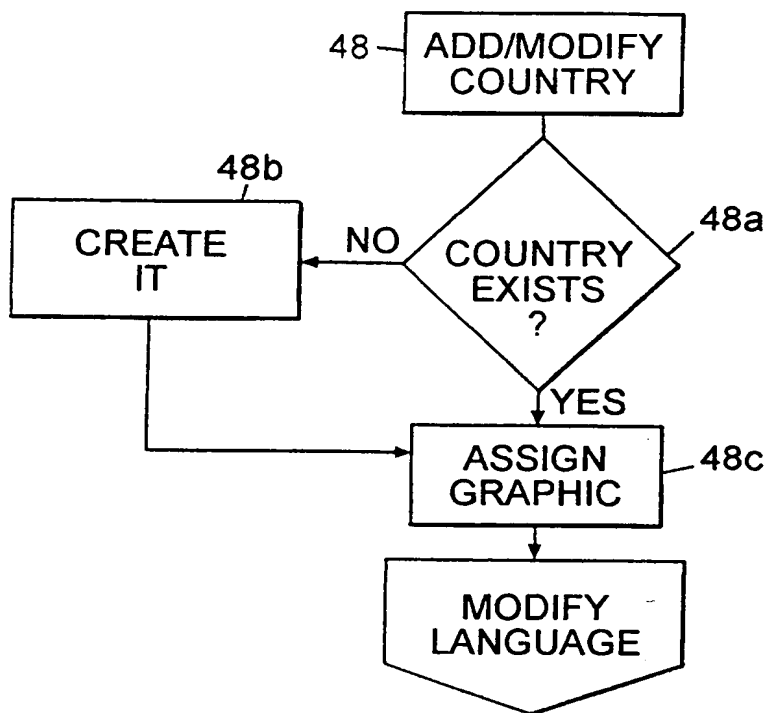 48
ADD/MODIFY
COUNTRY
48b
CREATE
IT
NO
48a
COUNTRY
EXISTS
?
YES
ASSIGN
GRAPHIC
48c
MODIFY
LANGUAGE